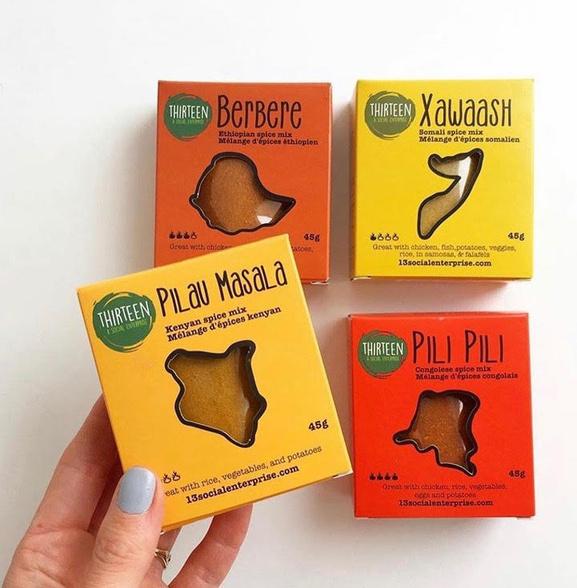 THIRTEEN
A SOCIAL ENTERPRISE
BERBERE
Ethiopian spice mix
Mélange d'épices éthiopien
45g
Great with chicken
THIRTEEN
A SOCIAL ENTERPRISE
XAWAASH
Somali spice mix
Mélange d'épices somalien
45g
Great with chicken, fish, potatoes, veggies,
rice, in samosas, & falafels
13socialenterprise.com
THIRTEEN
A SOCIAL ENTERPRISE
PILAU MASALA
Kenyan spice mix
Mélange d'épices kenyan
45g
eat with rice, vegetables, and potatoes
13socialenterprise.com
THIRTEEN
A SOCIAL ENTERPRISE
PILI PILI
Congolese spice mix
Mélange d'épices congolais
45g
Great with chicken, rice, vegetables,
eggs and potatoes
13socialenterprise.com